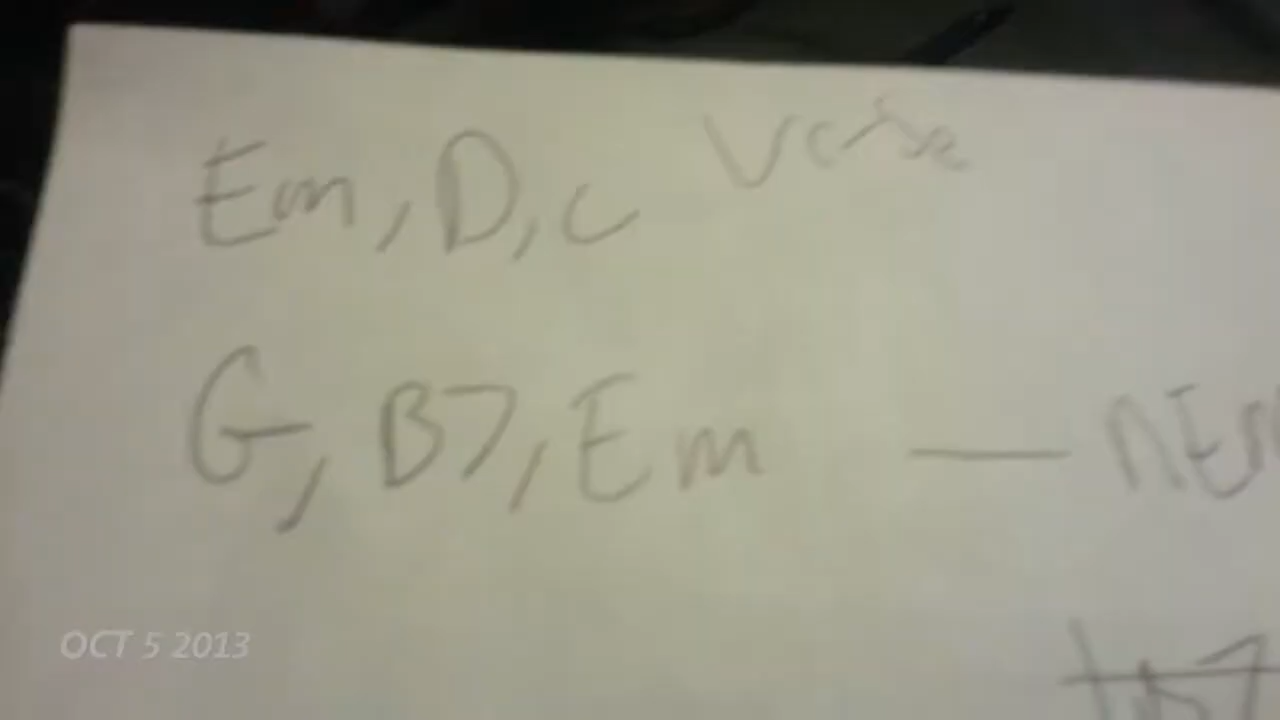 Em, D, C Verse
G, B7, Em —
OCT 5 2013